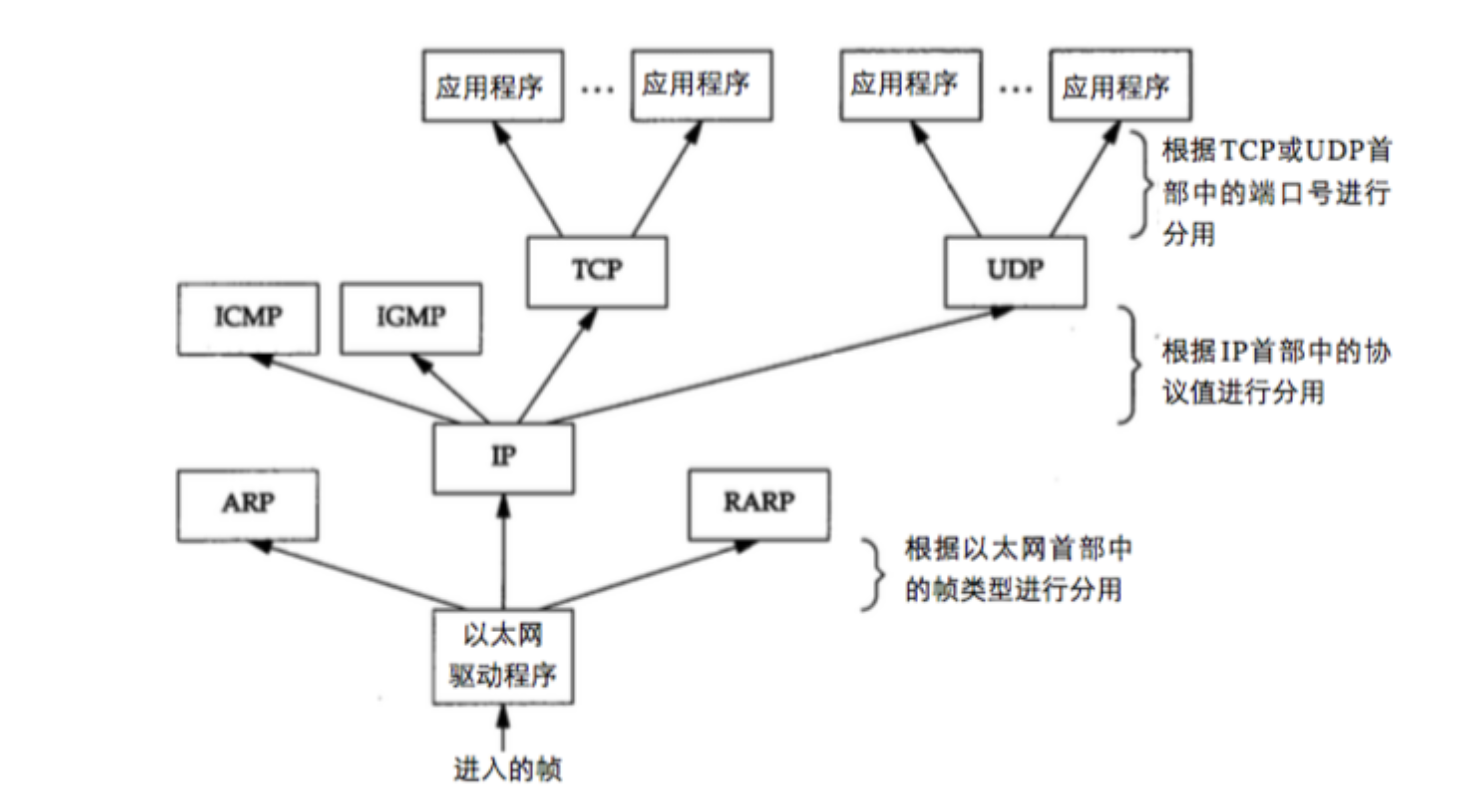 应用程序 … 应用程序 应用程序 … 应用程序
根据TCP或UDP首
部中的端口号进行
分用
TCP UDP
ICMP IGMP
根据IP首部中的协
议值进行分用
IP
ARP RARP
根据以太网首部中
的帧类型进行分用
以太网
驱动程序
进入的帧